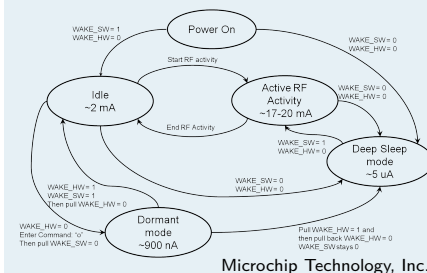 Power On
WAKE_SW = 1
WAKE_HW = 0
WAKE_SW = 0
WAKE_HW = 0
Start RF activity
Idle
~2 mA
Active RF
Activity
~17-20 mA
WAKE_SW = 0
WAKE_HW = 0
End RF Activity
WAKE_SW = 1
WAKE_HW = 0
Deep Sleep
mode
~5 uA
WAKE_HW = 1
WAKE_SW = 1
Then pull WAKE_HW = 0
WAKE_SW = 0
WAKE_HW = 0
WAKE_HW = 0
Enter Command: "o"
Then pull WAKE_SW = 0
Dormant
mode
~900 nA
Pull WAKE_HW = 1 and
then pull back WAKE_HW = 0
WAKE_SW stays 0
Microchip Technology, Inc.